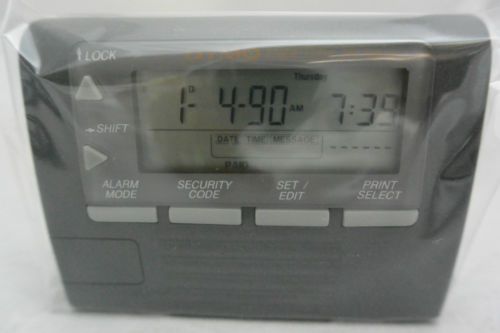 LOCK
Thursday
1- 4-90 AM 7:39
SHIFT
DATE TIME MESSAGE
------
PAID
ALARM MODE
SECURITY CODE
SET / EDIT
PRINT SELECT